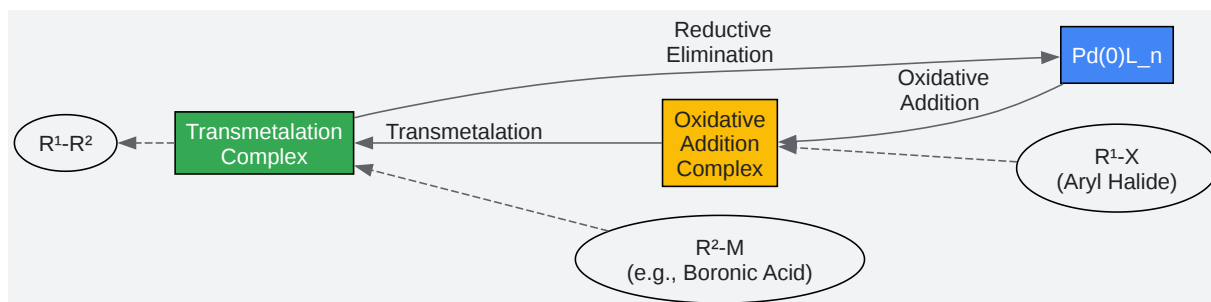 Reductive
Elimination
Pd(0)L_n
Oxidative
Addition
R¹-R²
Transmetalation
Complex
Transmetalation
Oxidative
Addition
Complex
R¹-X
(Aryl Halide)
R²-M
(e.g., Boronic Acid)